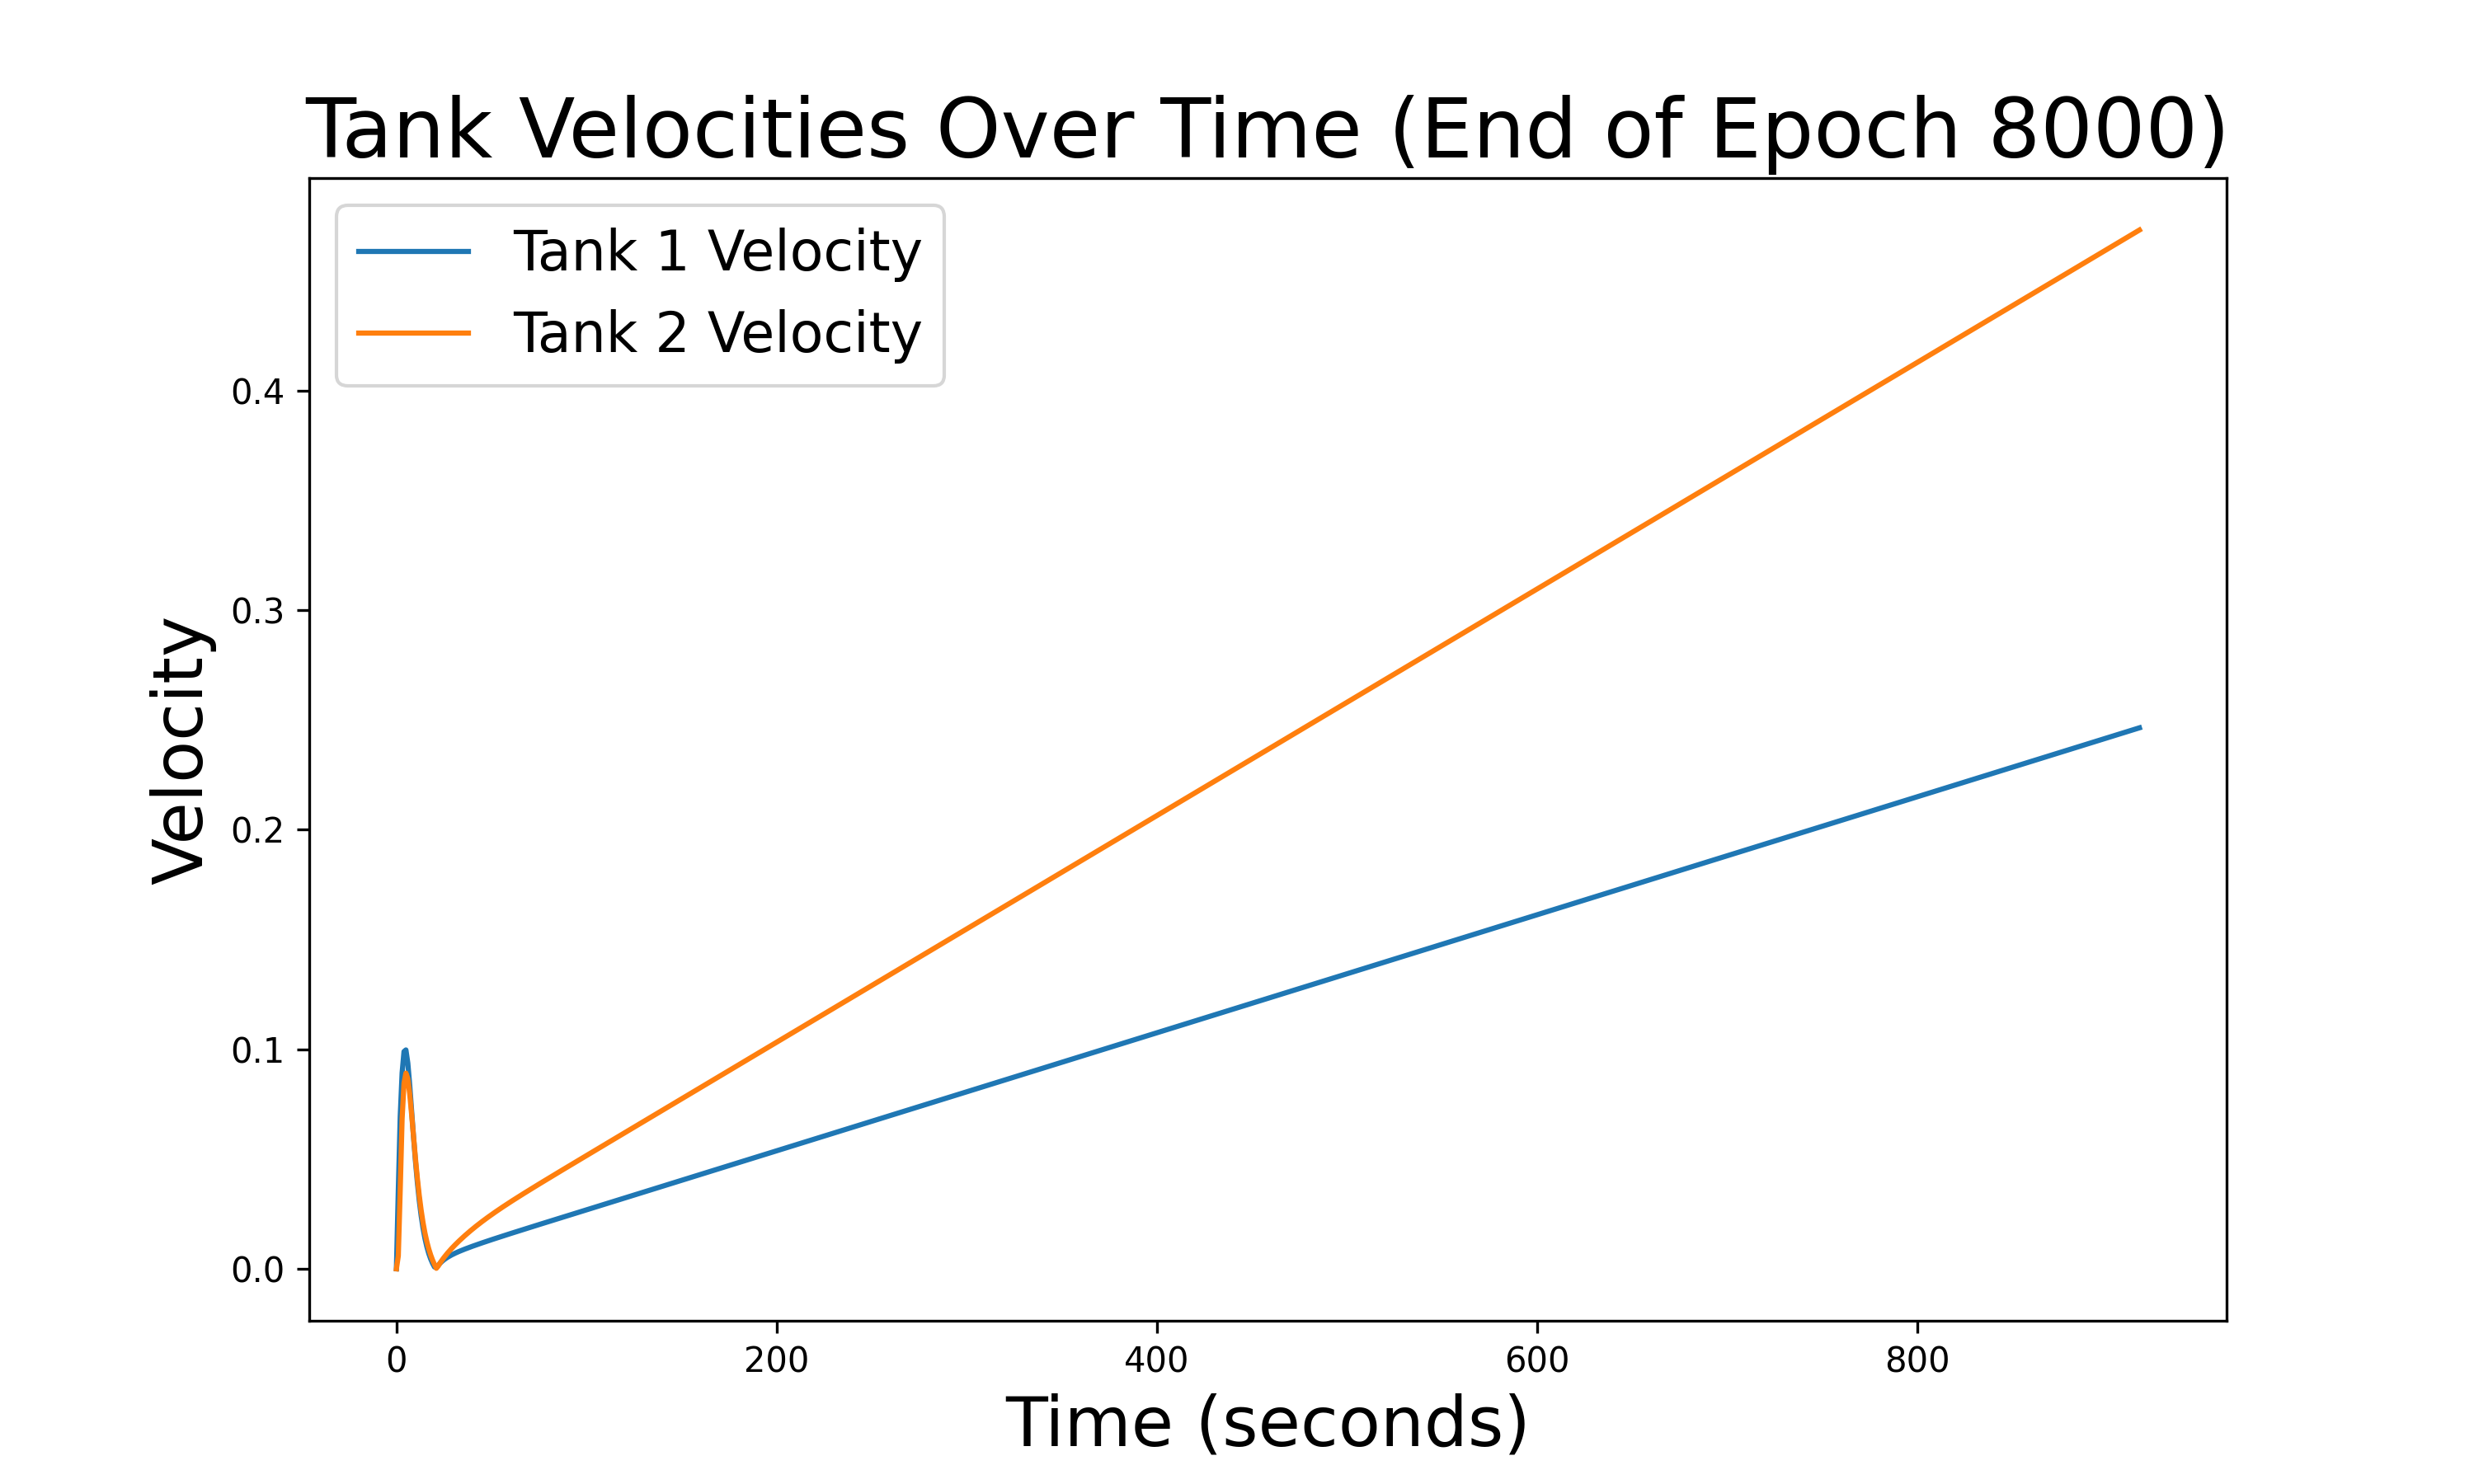 Tank Velocities Over Time (End of Epoch 8000)
Tank 1 Velocity
Tank 2 Velocity
Velocity
0.4
0.3
0.2
0.1
0.0
0 200 400 600 800
Time (seconds)